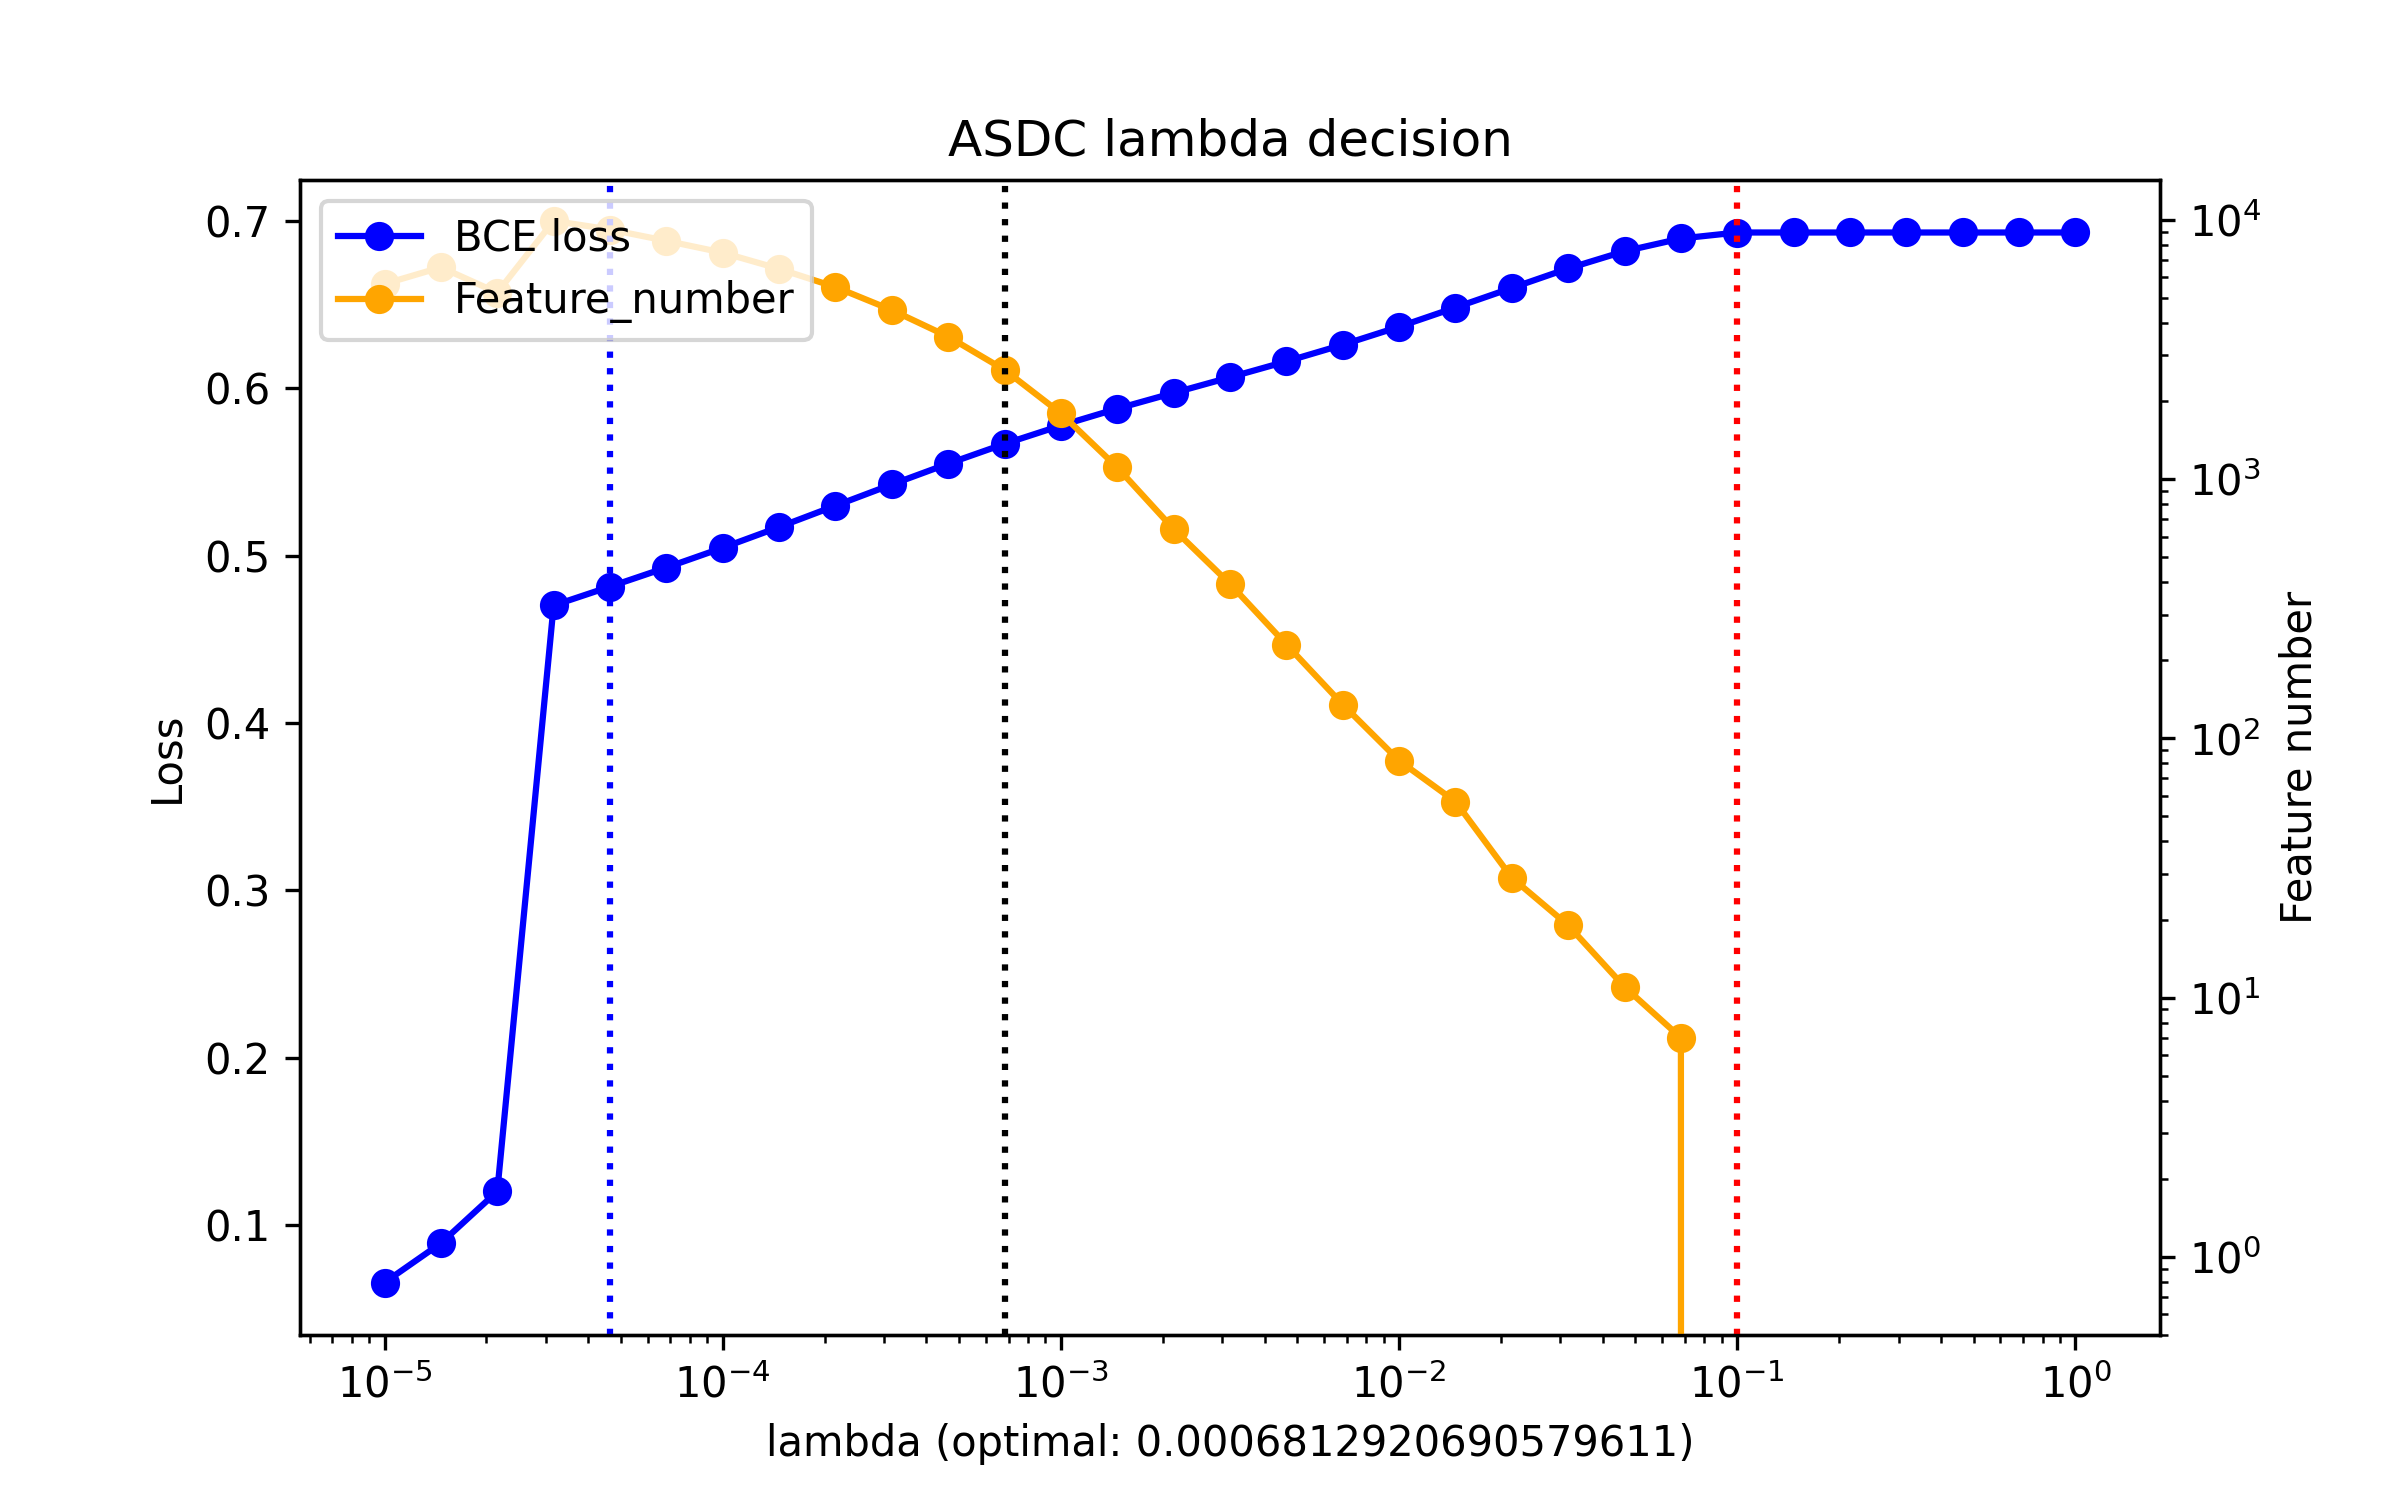 ASDC lambda decision
BCE loss
Feature_number
0.7
0.6
0.5
0.4
0.3
0.2
0.1
Loss
10⁴
10³
10²
10¹
10⁰
Feature number
10⁻⁵ 10⁻⁴ 10⁻³ 10⁻² 10⁻¹ 10⁰
lambda (optimal: 0.0006812920690579611)